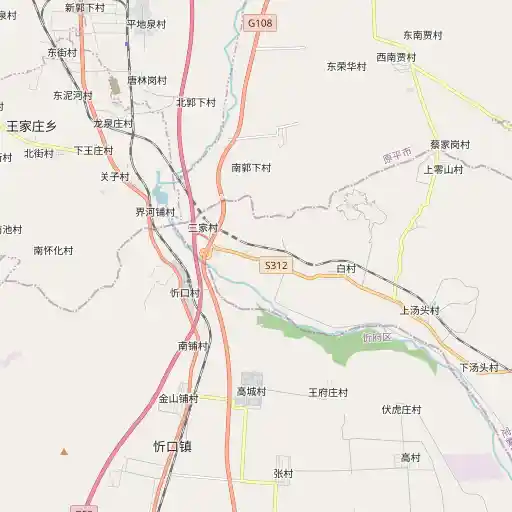 新郭下村
平地泉村
G108
东南贾村
东街村
西南贾村
东荣华村
唐林岗村
东泥河村
北郭下村
王家庄乡
龙泉庄村
原平市
蔡家岗村
北街村
下王庄村
南郭下村
上零山村
关子村
界河铺村
三家村
南怀化村
S312
白村
忻口村
上汤头村
忻府区
南铺村
下汤头村
高城村
王府庄村
金山铺村
伏虎庄村
忻口镇
高村
张村